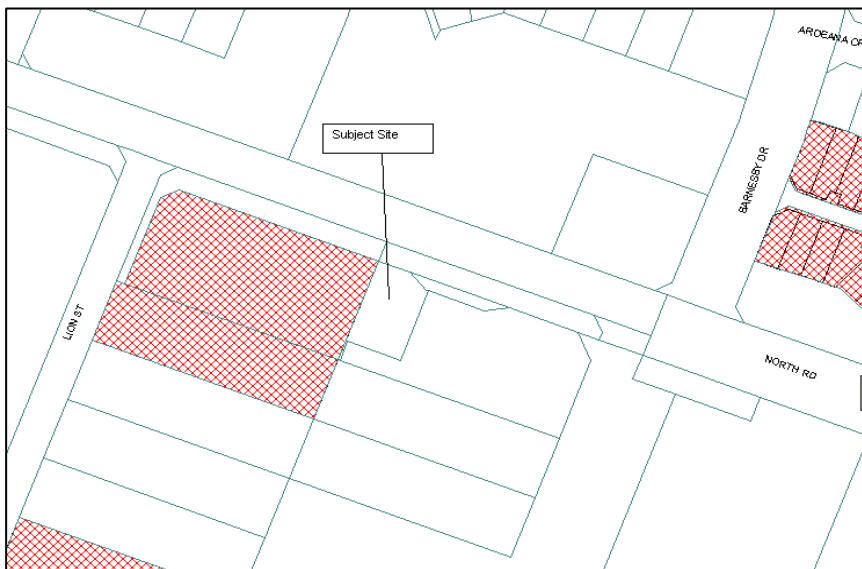 ARDEANA CR
Subject Site
BARNESBY DR
LION ST
NORTH RD